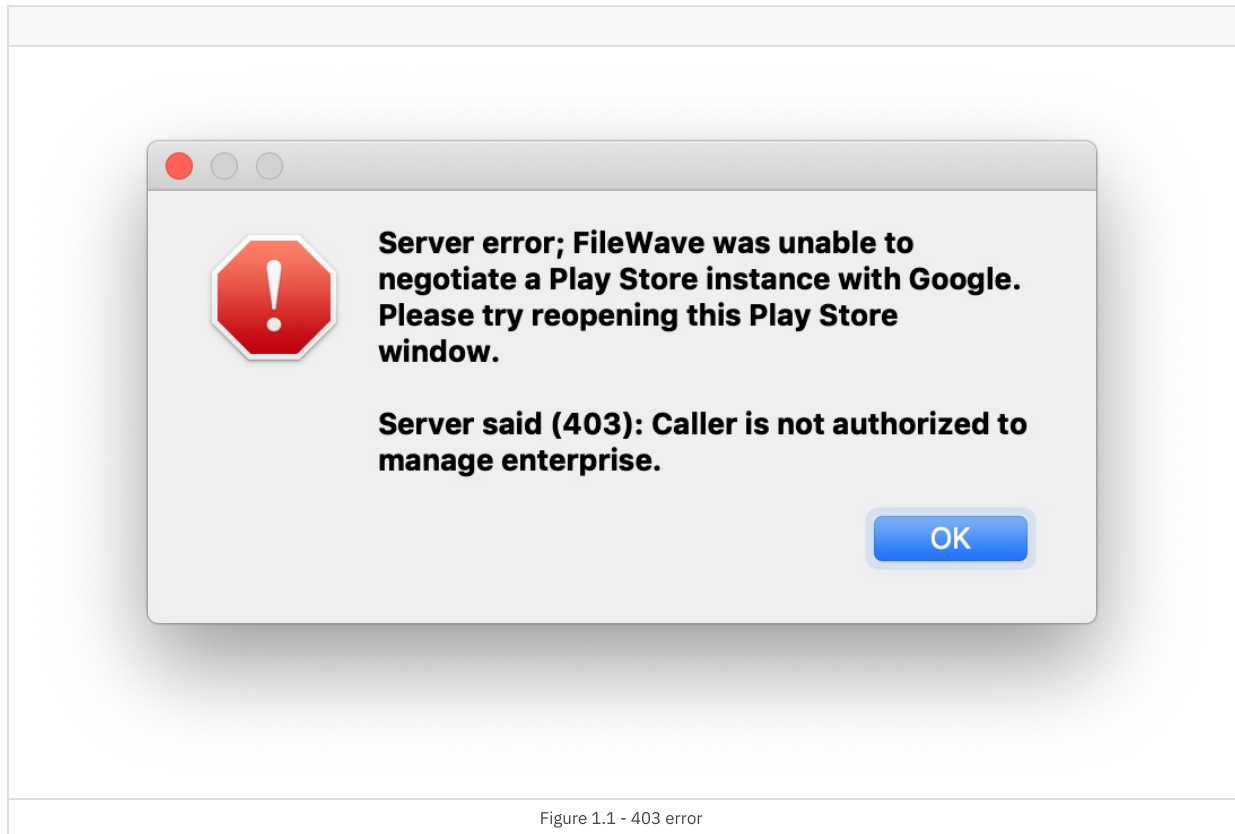 Server error; FileWave was unable to
negotiate a Play Store instance with Google.
Please try reopening this Play Store
window.
Server said (403): Caller is not authorized to
manage enterprise.
OK
Figure 1.1 - 403 error